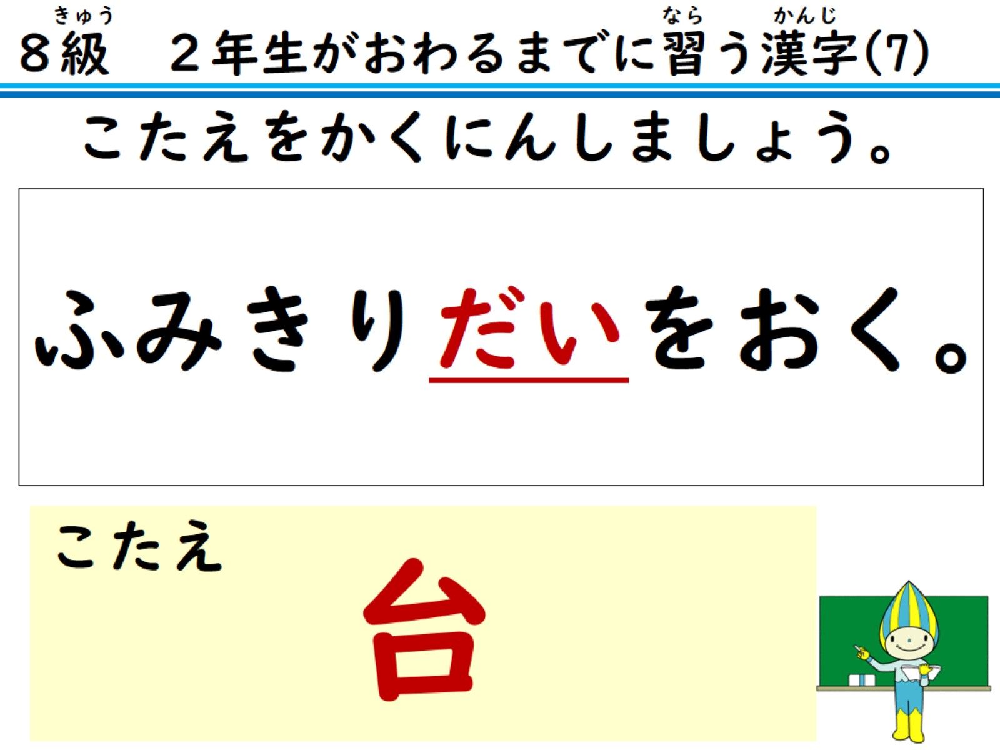 きゅう　なら　かんじ
８級　２年生がおわるまでに習う漢字(7)
こたえをかくにんしましょう。
ふみきりだいをおく。
こたえ
台